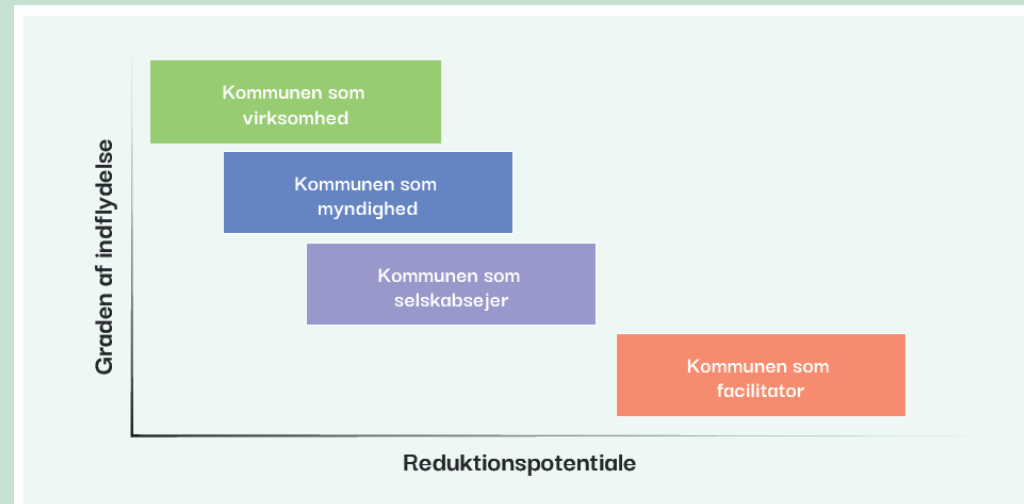 Kommunen som
virksomhed
Kommunen som
myndighed
Kommunen som
selskabsejer
Kommunen som
facilitator
Graden af indflydelse
Reduktionspotentiale